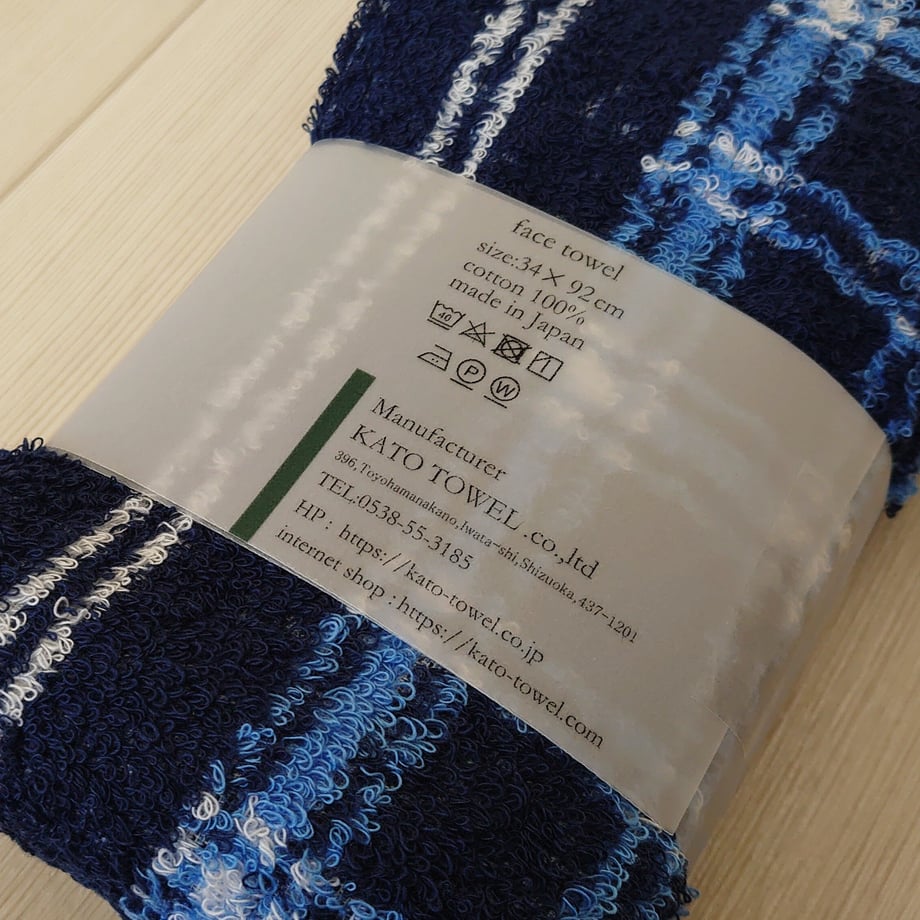 face towel
size:34× 92cm
cotton 100%
made in Japan
40
1
P W
Manufacturer
KATO TOWEL .co,.ltd
396,Toyohamanakano,Iwata-shi,Shizuoka,437-1201
TEL:0538-55-3185
HP : https://kato-towel.co.jp
internet shop : https://kato-towel.com